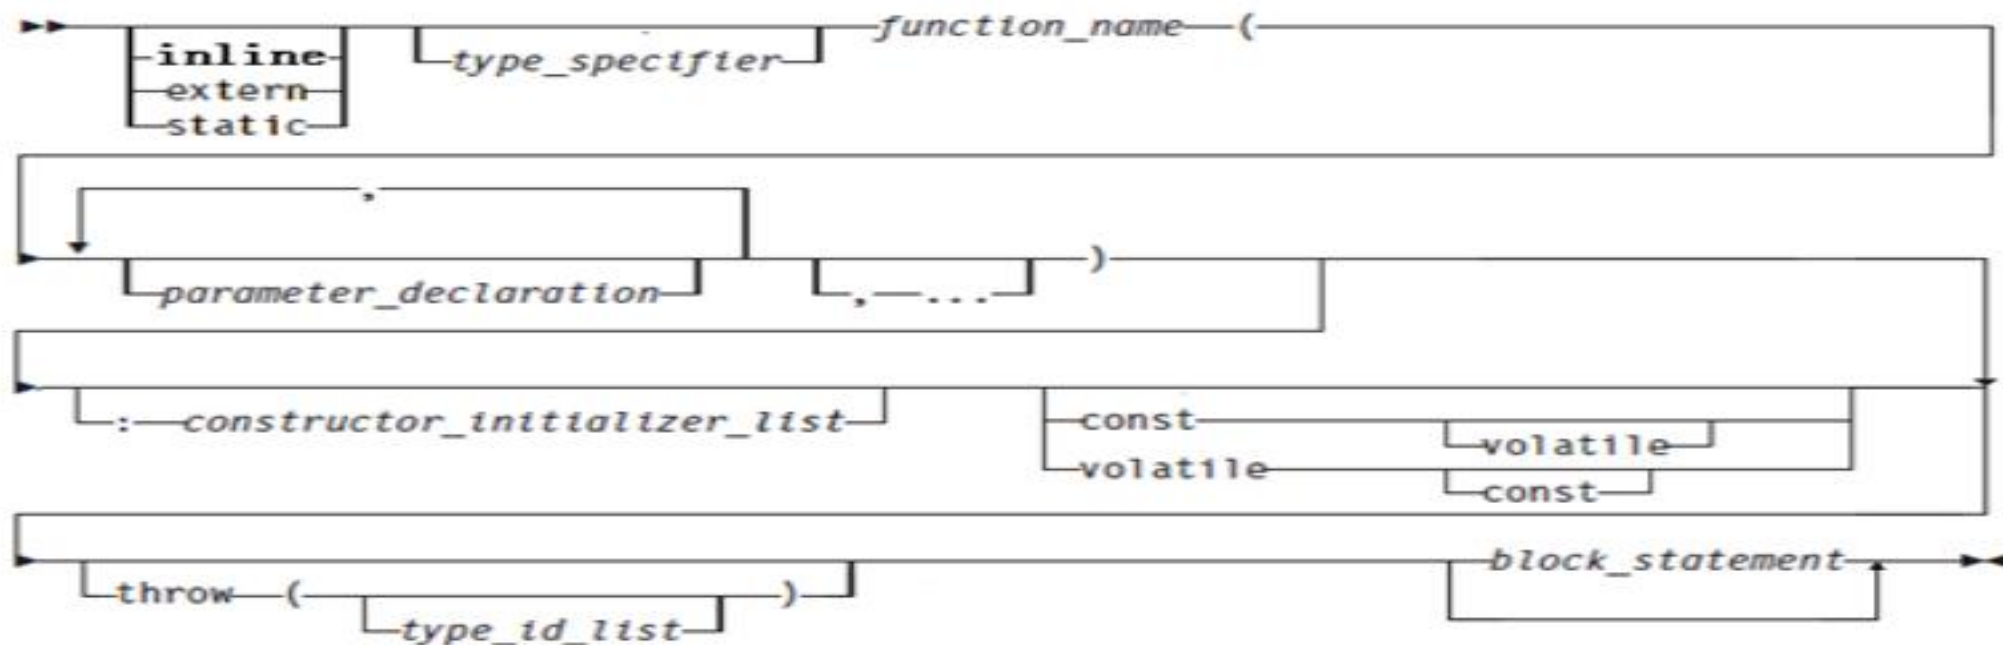 function_name (
inline
type_specifier
extern
static
,
)
parameter_declaration
, ...
: constructor_initializer_list
const
volatile
volatile
const
block_statement
throw ( )
type_id_list